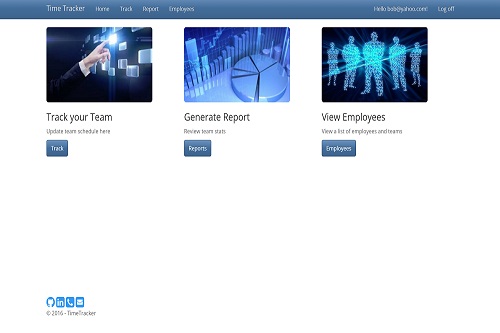 Time Tracker Home Track Report Employees Hello bob@yahoo.com! Log off
Track your Team Generate Report View Employees
Update team schedule here Review team stats View a list of employees and teams
Track Reports Employees
© 2016 - TimeTracker